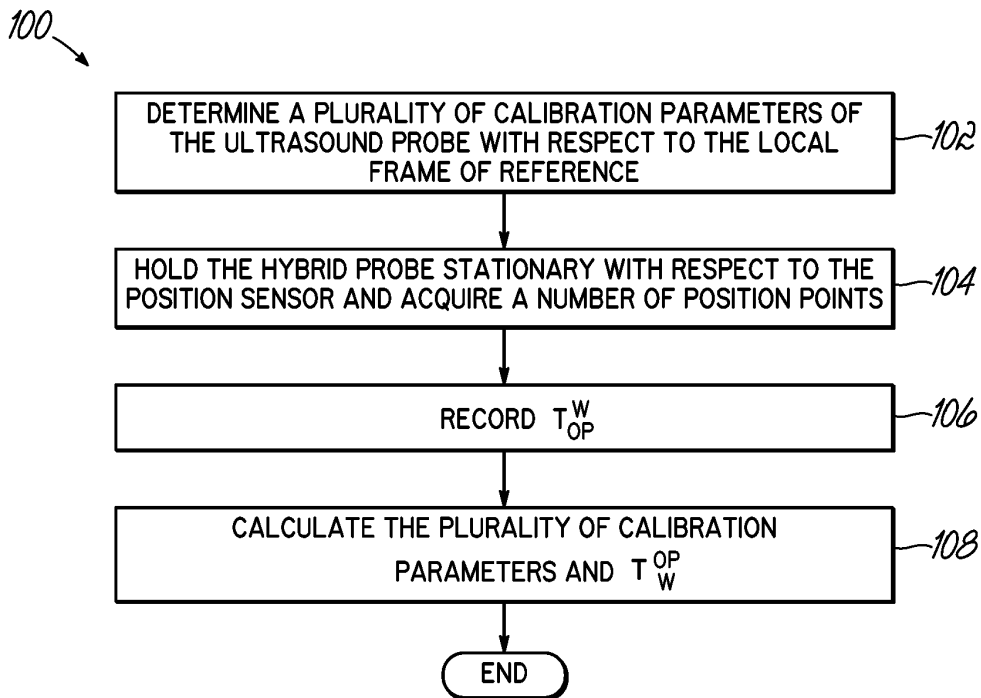 100
DETERMINE A PLURALITY OF CALIBRATION PARAMETERS OF
THE ULTRASOUND PROBE WITH RESPECT TO THE LOCAL
FRAME OF REFERENCE
102
HOLD THE HYBRID PROBE STATIONARY WITH RESPECT TO THE
POSITION SENSOR AND ACQUIRE A NUMBER OF POSITION POINTS
104
RECORD T_{OP}^{W}
106
CALCULATE THE PLURALITY OF CALIBRATION
PARAMETERS AND T_{W}^{OP}
108
END